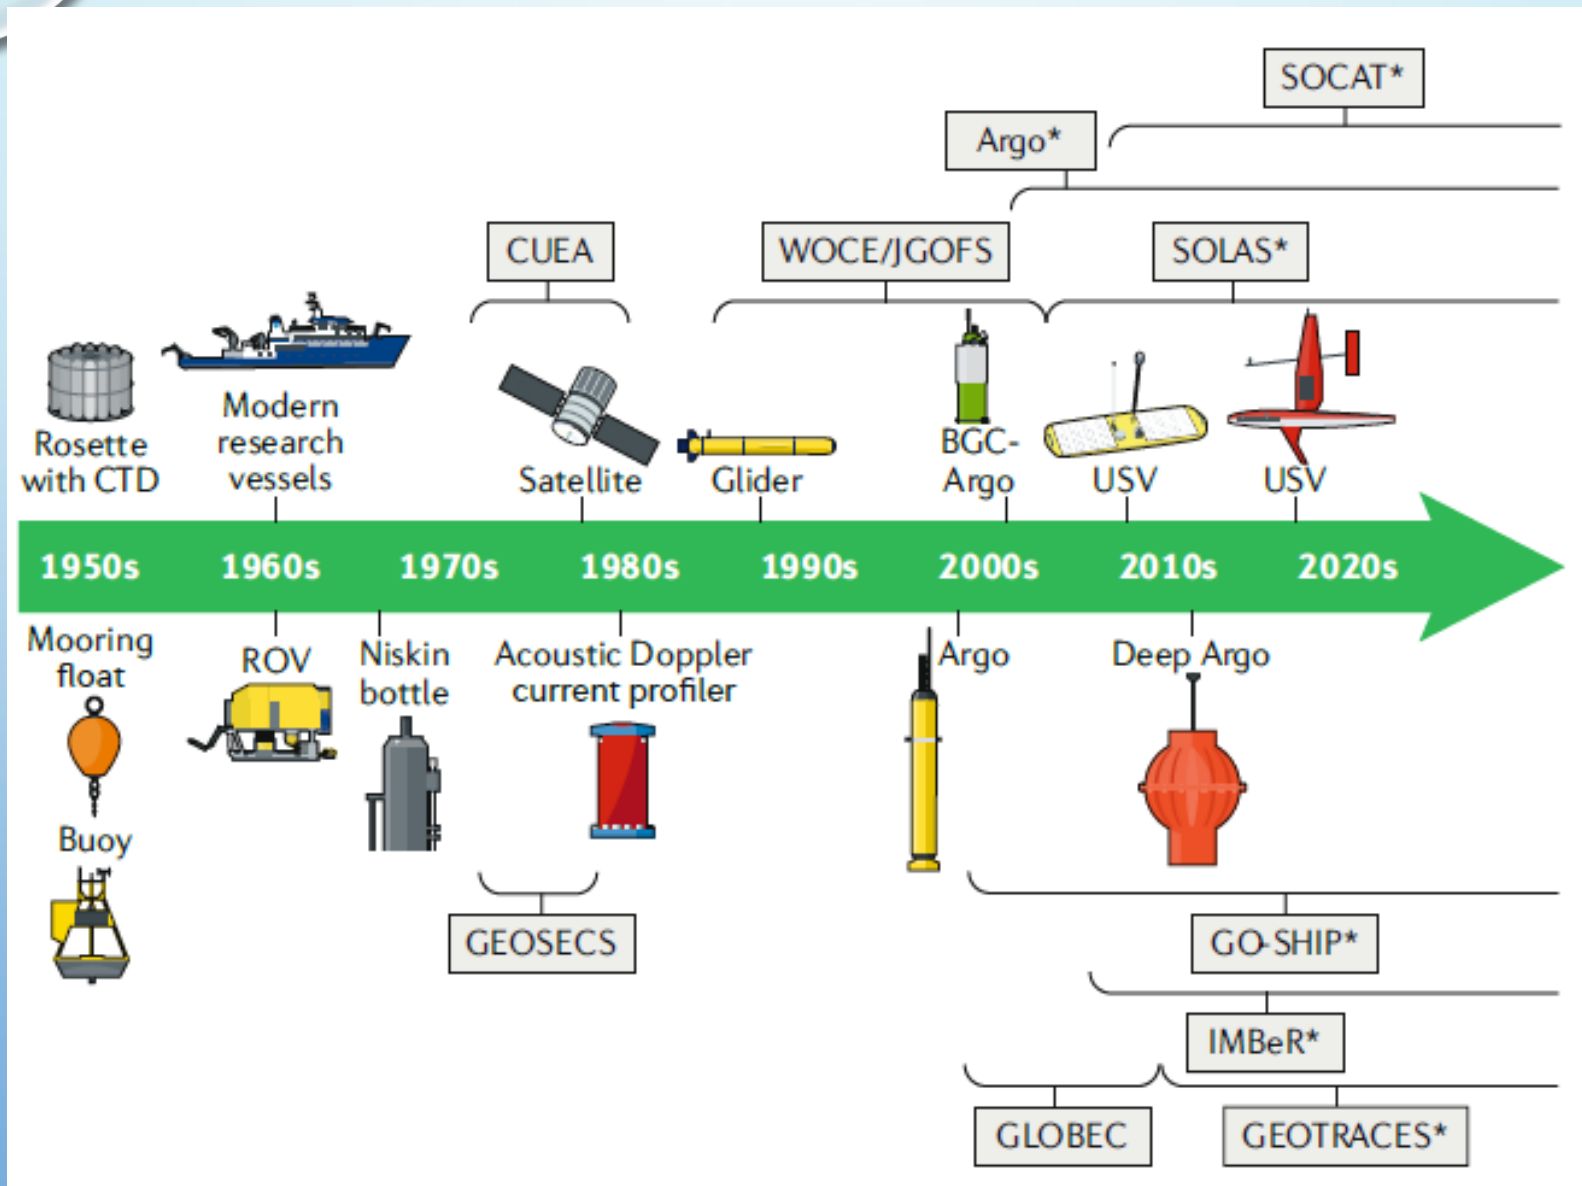 SOCAT*
Argo*
CUEA
WOCE/JGOFS
SOLAS*
Rosette
with CTD
Modern
research
vessels
Satellite
Glider
BGC-
Argo
USV
USV
1950s 1960s 1970s 1980s 1990s 2000s 2010s 2020s
Mooring
float
Buoy
ROV
Niskin
bottle
Acoustic Doppler
current profiler
Argo
Deep Argo
GEOSECS
GO-SHIP*
IMBeR*
GLOBEC
GEOTRACES*